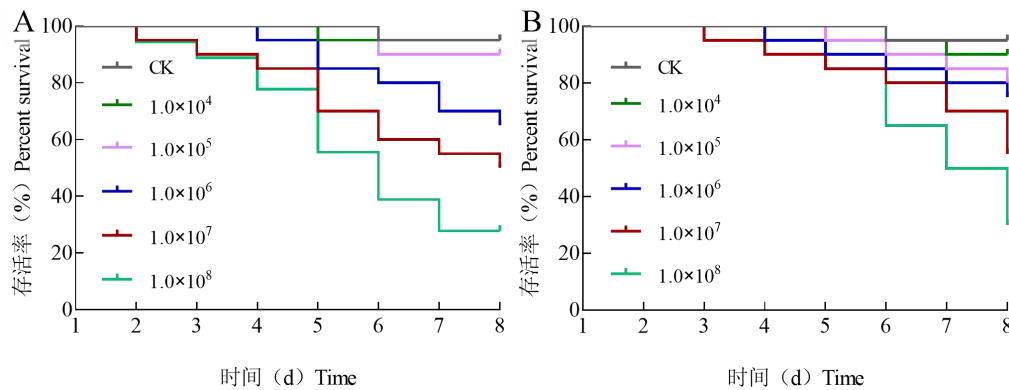 A
存活率（%）Percent survival
100
80
60
40
20
0
CK
1.0×10⁴
1.0×10⁵
1.0×10⁶
1.0×10⁷
1.0×10⁸
1 2 3 4 5 6 7 8
时间（d）Time
B
存活率（%）Percent survival
100
80
60
40
20
0
CK
1.0×10⁴
1.0×10⁵
1.0×10⁶
1.0×10⁷
1.0×10⁸
1 2 3 4 5 6 7 8
时间（d）Time